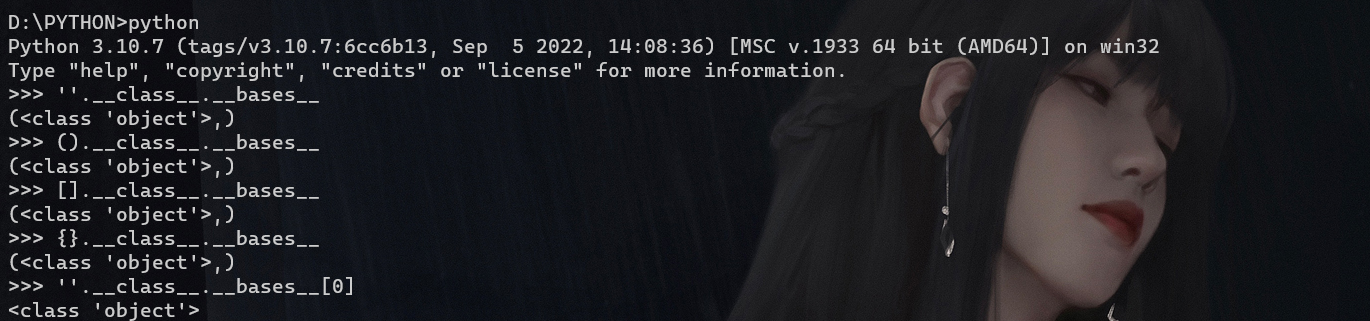 D:\PYTHON>python
Python 3.10.7 (tags/v3.10.7:6cc6b13, Sep  5 2022, 14:08:36) [MSC v.1933 64 bit (AMD64)] on win32
Type "help", "copyright", "credits" or "license" for more information.
>>> ''.__class__.__bases__
(<class 'object'>,)
>>> ().__class__.__bases__
(<class 'object'>,)
>>> [].__class__.__bases__
(<class 'object'>,)
>>> {}.__class__.__bases__
(<class 'object'>,)
>>> ''.__class__.__bases__[0]
<class 'object'>